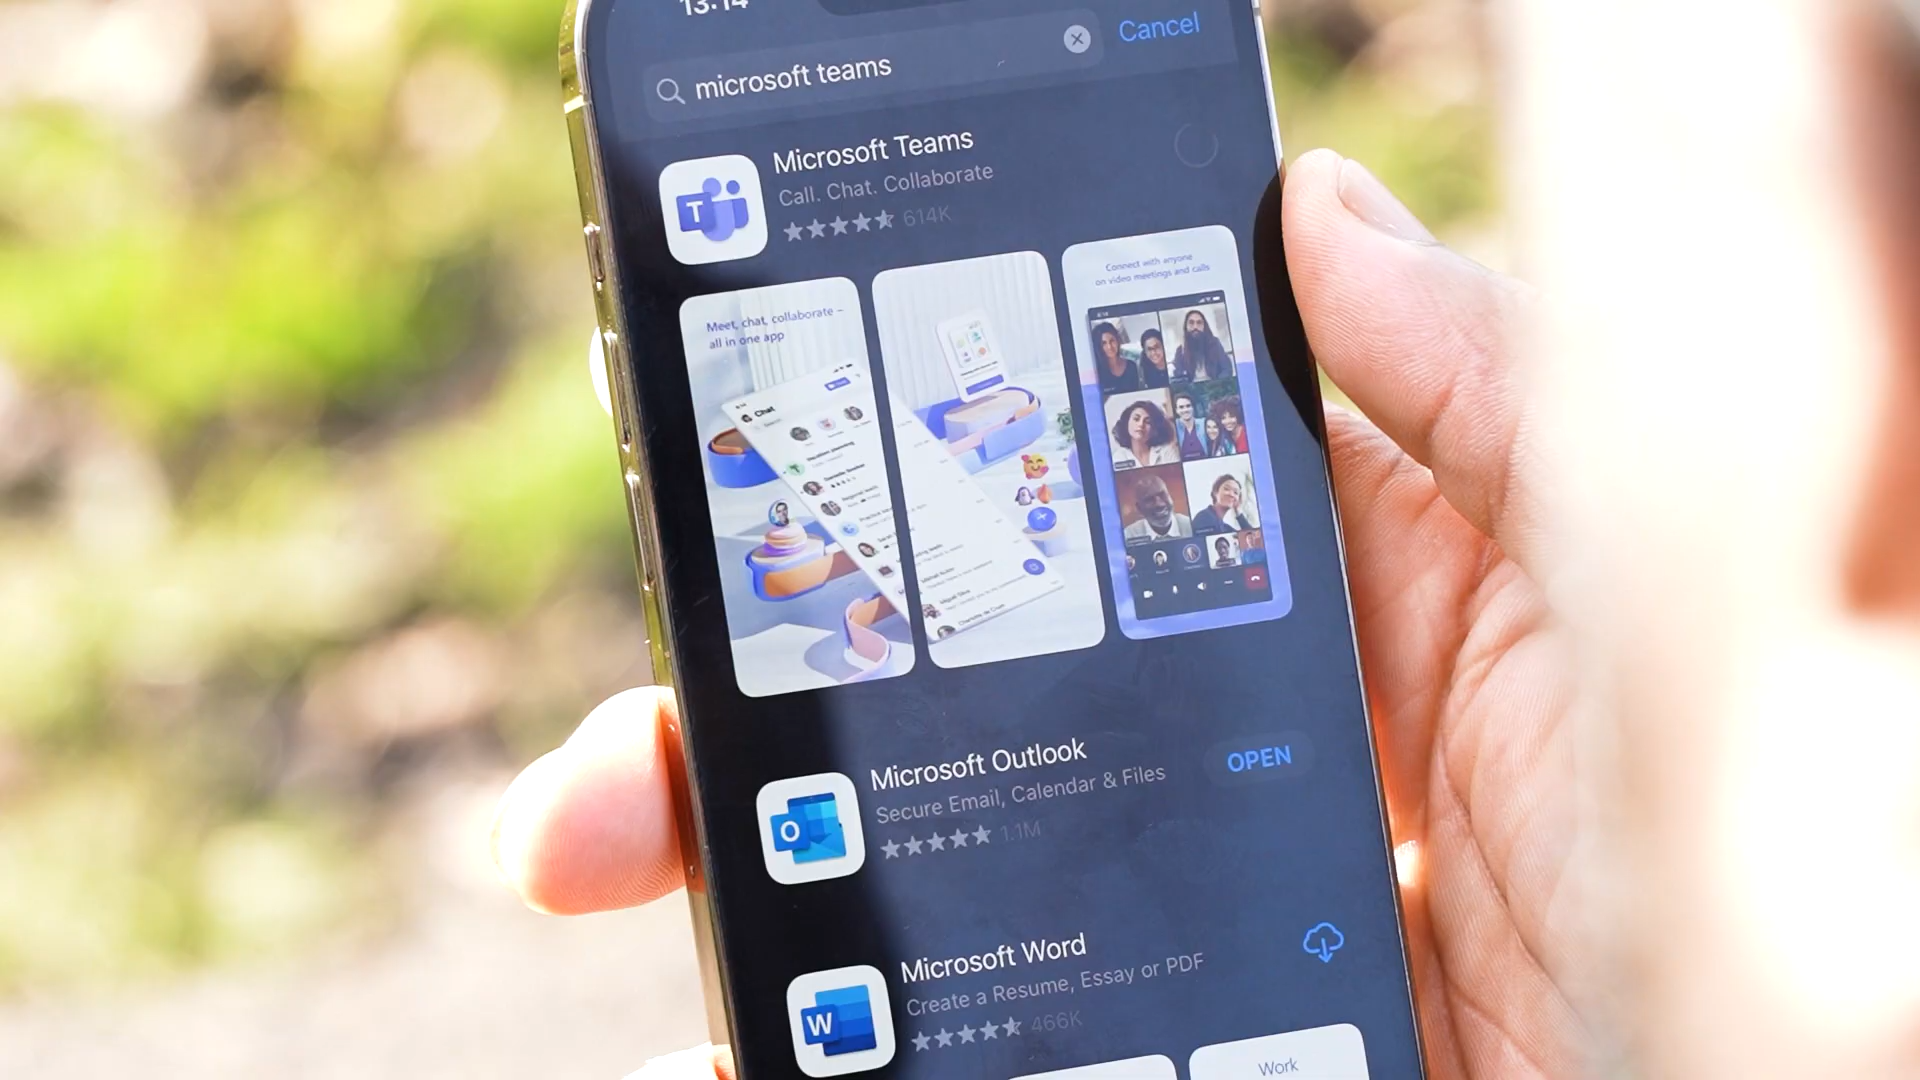 13:14
microsoft teams
Cancel
Microsoft Teams
Call. Chat. Collaborate
614K
T
Meet, chat, collaborate –
all in one app
Chat
Connect with anyone
on video meetings and calls
Microsoft Outlook
Secure Email, Calendar & Files
1.1M
OPEN
O
Microsoft Word
Create a Resume, Essay or PDF
466K
W
Work